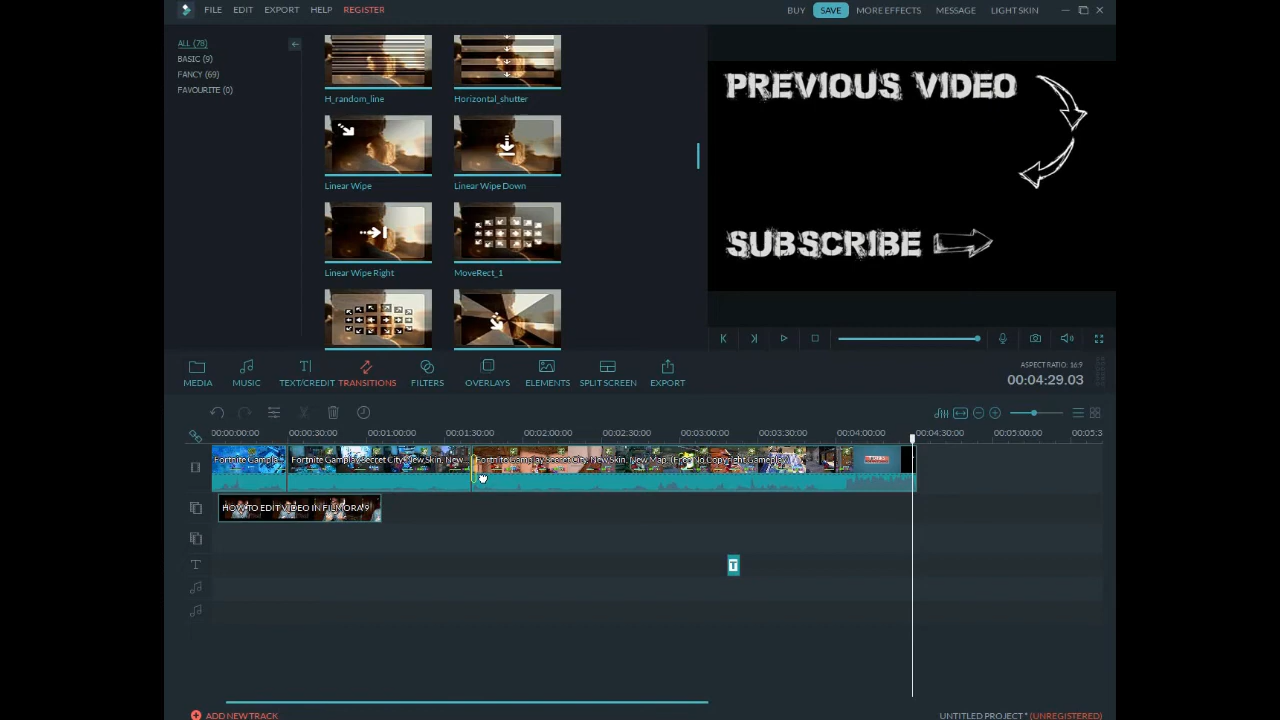 FILE EDIT EXPORT HELP REGISTER
BUY SAVE MORE EFFECTS MESSAGE LIGHT SKIN
ALL (78)
BASIC (9)
FANCY (69)
FAVOURITE (0)
H_random_line
Horizontal_shutter
Linear Wipe
Linear Wipe Down
Linear Wipe Right
MoveRect_1
PREVIOUS VIDEO
SUBSCRIBE
MEDIA MUSIC TEXT/CREDIT TRANSITIONS FILTERS OVERLAYS ELEMENTS SPLIT SCREEN EXPORT
ASPECT RATIO: 16:9
00:04:29.03
00:00:00:00 00:00:30:00 00:01:00:00 00:01:30:00 00:02:00:00 00:02:30:00 00:03:00:00 00:03:30:00 00:04:00:00 00:04:30:00 00:05:00:00 00:05:3
Fortnite Gamepla
Fortnite Gameplay Secret City, New Skin, New
Fortnite Gameplay Secret City, New Skin, New Map. (Free No Copyright Gameplay)
HOW TO EDIT VIDEO IN FILMORA 9
T
T
ADD NEW TRACK
UNTITLED PROJECT * (UNREGISTERED)